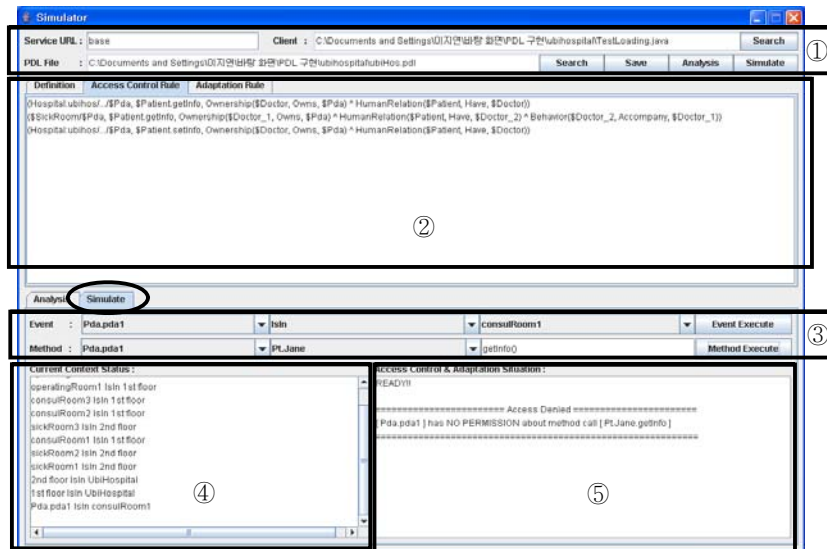 Simulator
Service URL : base Client : C:\Documents and Settings\이지연\바탕 화면\PDL 구현\ubihospital\TestLoading.java Search
①
PDL File : C:\Documents and Settings\이지연\바탕 화면\PDL 구현\ubihospital\ubiHos.pdl Search Save Analysis Simulate
Definition Access Control Rule Adaptation Rule
(Hospital:ubihos/../$Pda, $Patient.getInfo, Ownership($Doctor, Owns, $Pda) ^ HumanRelation($Patient, Have, $Doctor))
($SickRoom/$Pda, $Patient.getInfo, Ownership($Doctor_1, Owns, $Pda) ^ HumanRelation($Patient, Have, $Doctor_2) ^ Behavior($Doctor_2, Accompany, $Doctor_1))
(Hospital:ubihos/../$Pda, $Patient.setInfo, Ownership($Doctor, Owns, $Pda) ^ HumanRelation($Patient, Have, $Doctor))
②
Analysis Simulate
Event : Pda.pda1 IsIn consulRoom1 Event Execute
③
Method : Pda.pda1 Pt.Jane getInfo() Method Execute
Current Context Status :
operatingRoom1 IsIn 1st floor
consulRoom3 IsIn 1st floor
consulRoom2 IsIn 1st floor
sickRoom3 IsIn 2nd floor
consulRoom1 IsIn 1st floor
sickRoom2 IsIn 2nd floor
sickRoom1 IsIn 2nd floor
2nd floor IsIn UbiHospital
1st floor IsIn UbiHospital
Pda.pda1 IsIn consulRoom1
④
Access Control & Adaptation Situation :
READY!!
======================== Access Denied =======================
[ Pda.pda1 ] has NO PERMISSION about method call [ Pt.Jane.getInfo ]
============================================================
⑤